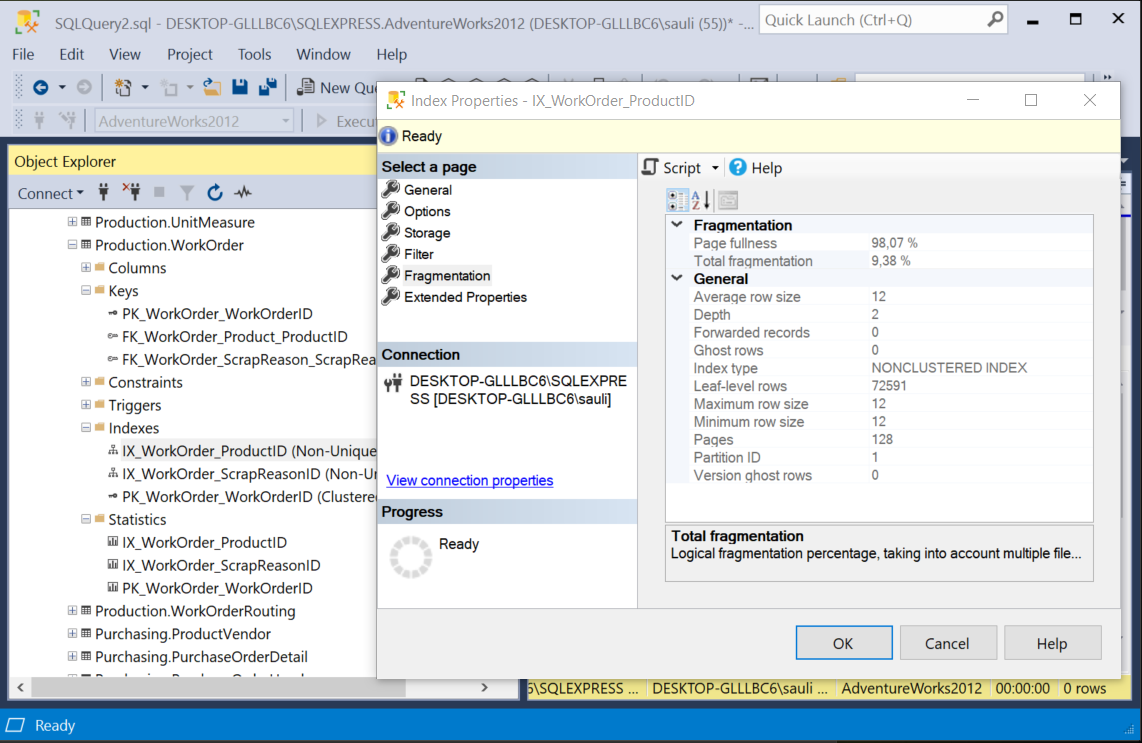 SQLQuery2.sql - DESKTOP-GLLLBC6\SQLEXPRESS.AdventureWorks2012 (DESKTOP-GLLLBC6\sauli (55))* -...
Quick Launch (Ctrl+Q)
File Edit View Project Tools Window Help
New Qu
AdventureWorks2012
Execu
Object Explorer
Connect
Production.UnitMeasure
Production.WorkOrder
Columns
Keys
PK_WorkOrder_WorkOrderID
FK_WorkOrder_Product_ProductID
FK_WorkOrder_ScrapReason_ScrapRea
Constraints
Triggers
Indexes
IX_WorkOrder_ProductID (Non-Unique
IX_WorkOrder_ScrapReasonID (Non-U
PK_WorkOrder_WorkOrderID (Clustere
Statistics
IX_WorkOrder_ProductID
IX_WorkOrder_ScrapReasonID
PK_WorkOrder_WorkOrderID
Production.WorkOrderRouting
Purchasing.ProductVendor
Purchasing.PurchaseOrderDetail
Index Properties - IX_WorkOrder_ProductID
Ready
Select a page
General
Options
Storage
Filter
Fragmentation
Extended Properties
Connection
DESKTOP-GLLLBC6\SQLEXPRE
SS [DESKTOP-GLLLBC6\sauli]
View connection properties
Progress
Ready
Script Help
Fragmentation
Page fullness 98,07 %
Total fragmentation 9,38 %
General
Average row size 12
Depth 2
Forwarded records 0
Ghost rows 0
Index type NONCLUSTERED INDEX
Leaf-level rows 72591
Maximum row size 12
Minimum row size 12
Pages 128
Partition ID 1
Version ghost rows 0
Total fragmentation
Logical fragmentation percentage, taking into account multiple file...
OK Cancel Help
6\SQLEXPRESS ... DESKTOP-GLLLBC6\sauli ... AdventureWorks2012 00:00:00 0 rows
Ready